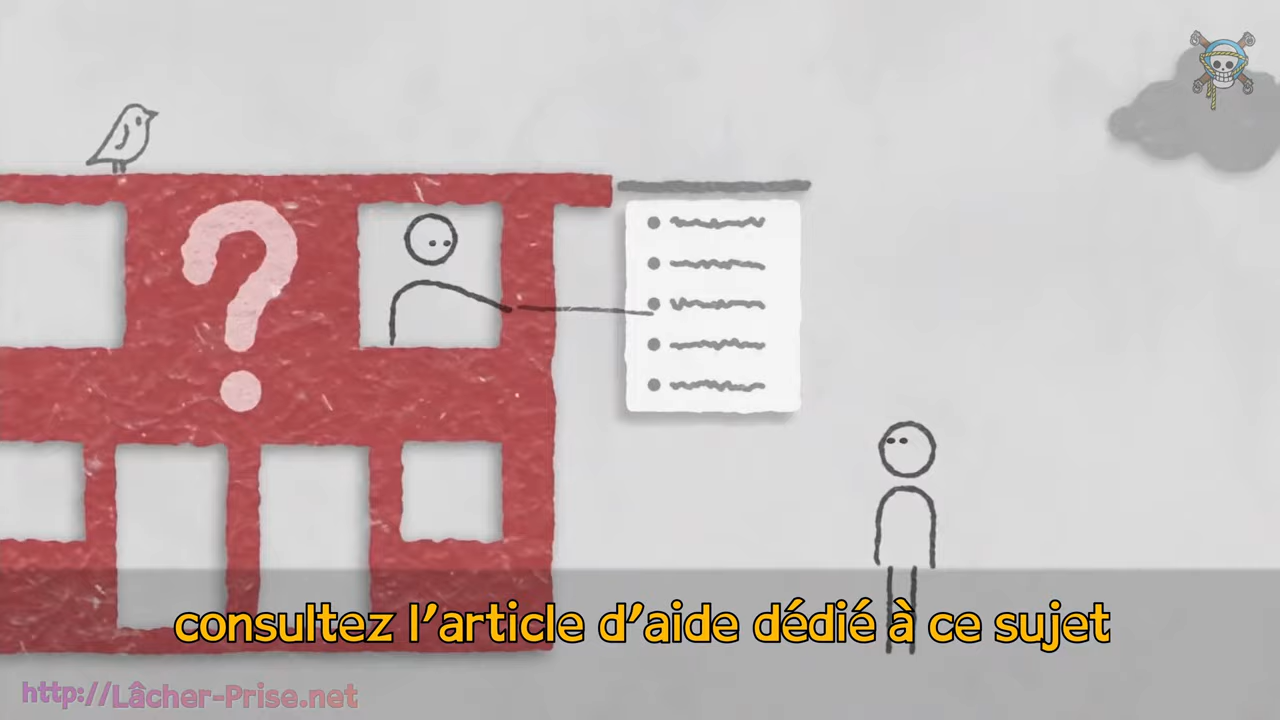 ?
consultez l’article d’aide dédié à ce sujet
http://Lâcher-Prise.net